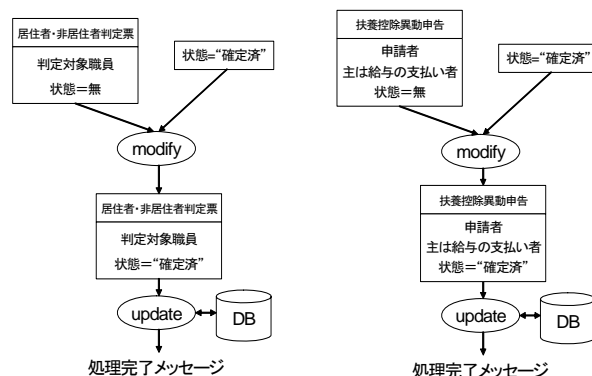 居住者・非居住者判定票
判定対象職員
状態＝無
状態=“確定済”
modify
居住者・非居住者判定票
判定対象職員
状態＝“確定済”
update
DB
処理完了メッセージ
扶養控除異動申告
申請者
主は給与の支払い者
状態＝無
状態=“確定済”
modify
扶養控除異動申告
申請者
主は給与の支払い者
状態＝“確定済”
update
DB
処理完了メッセージ